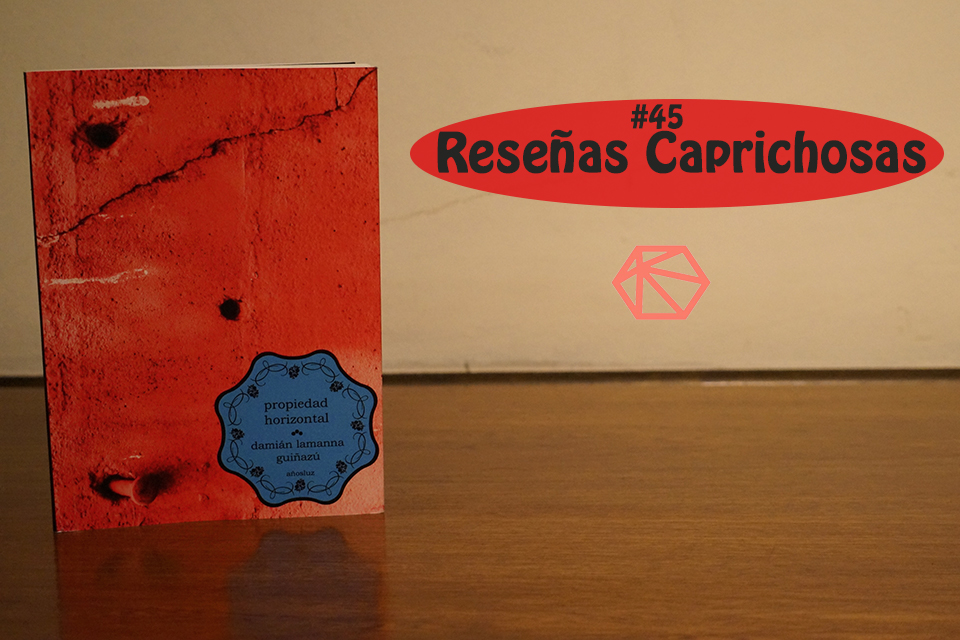 #45
Reseñas Caprichosas
propiedad
horizontal
damián lamanna
guiñazú
añosluz